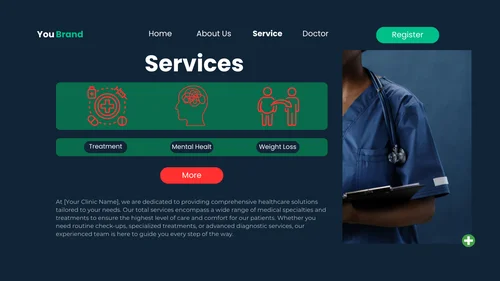 You Brand
Home About Us Service Doctor Register
Services
Treatment Mental Healt Weight Loss
More
At [Your Clinic Name], we are dedicated to providing comprehensive healthcare solutions
tailored to your needs. Our total services encompass a wide range of medical specialties and
treatments to ensure the highest level of care and comfort for our patients. Whether you
need routine check-ups, specialized treatments, or advanced diagnostic services, our
experienced team is here to guide you every step of the way.